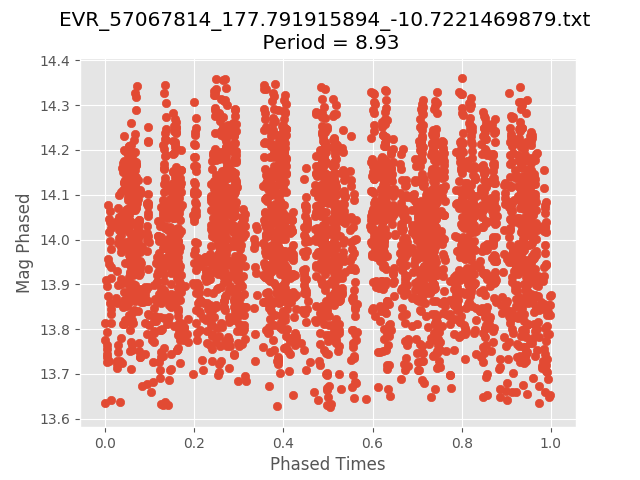 EVR_57067814_177.791915894_-10.7221469879.txt
Period = 8.93
14.4
14.3
14.2
14.1
14.0
13.9
13.8
13.7
13.6
Mag Phased
0.0 0.2 0.4 0.6 0.8 1.0
Phased Times